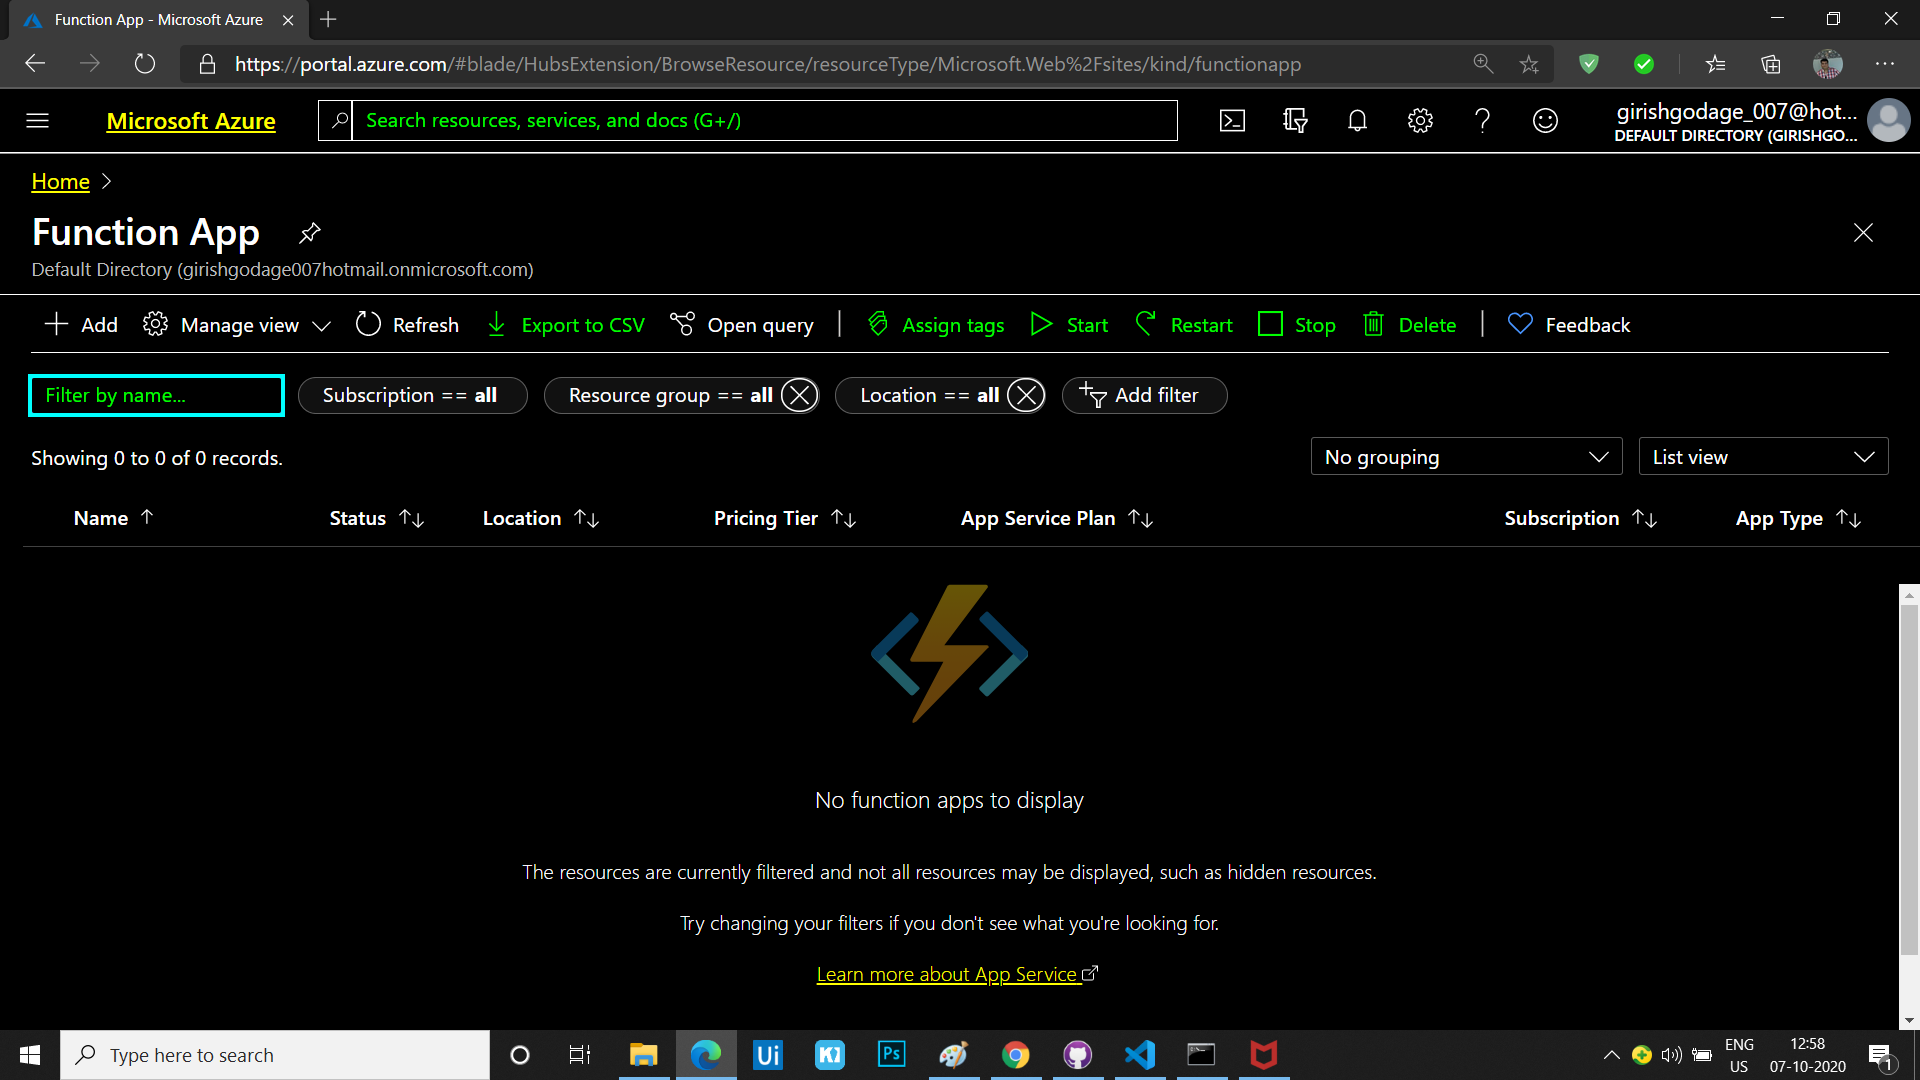 Function App - Microsoft Azure
https://portal.azure.com/#blade/HubsExtension/BrowseResource/resourceType/Microsoft.Web%2Fsites/kind/functionapp
Microsoft Azure
Search resources, services, and docs (G+/)
girishgodage_007@hot...
DEFAULT DIRECTORY (GIRISHGO...
Home
Function App
Default Directory (girishgodage007hotmail.onmicrosoft.com)
Add Manage view Refresh Export to CSV Open query Assign tags Start Restart Stop Delete Feedback
Filter by name... Subscription == all Resource group == all Location == all Add filter
Showing 0 to 0 of 0 records. No grouping List view
Name Status Location Pricing Tier App Service Plan Subscription App Type
No function apps to display
The resources are currently filtered and not all resources may be displayed, such as hidden resources.
Try changing your filters if you don't see what you're looking for.
Learn more about App Service
Type here to search
Ui
K
Ps
ENG
US
12:58
07-10-2020
1